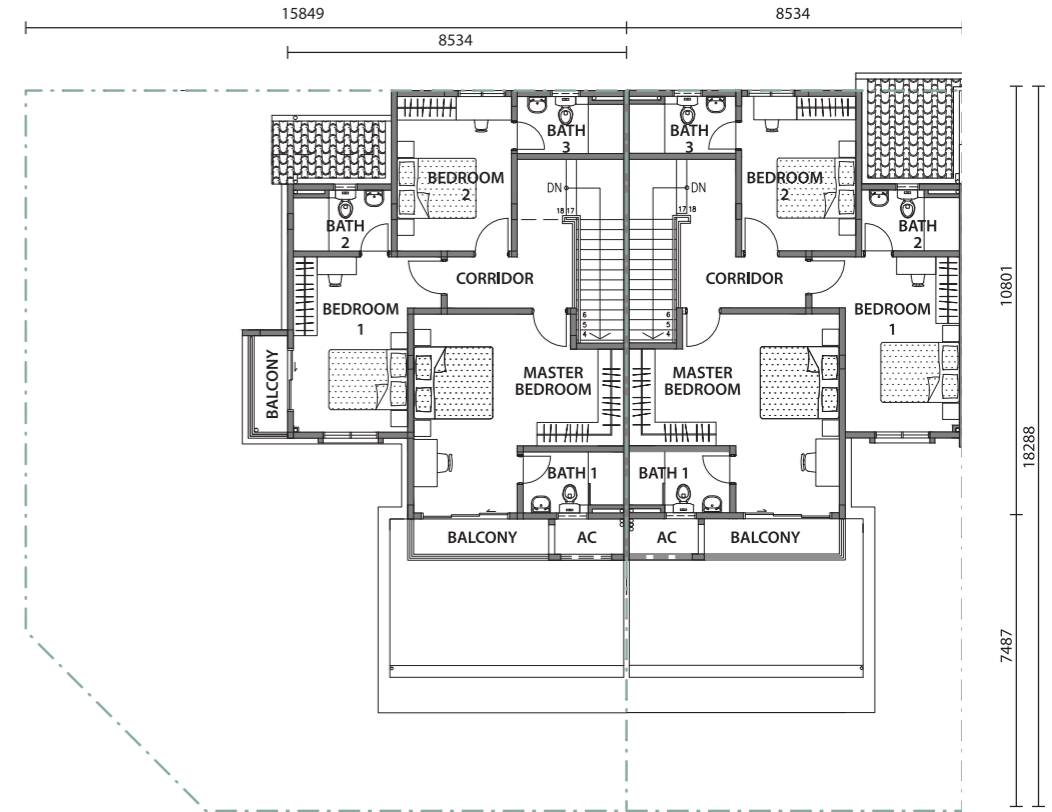 15849
8534
8534
BATH
3
BATH
3
BEDROOM
2
BEDROOM
2
DN
DN
18 17
17 18
BATH
2
BATH
2
CORRIDOR
CORRIDOR
10801
BEDROOM
1
BEDROOM
1
6
5
4
6
5
4
BALCONY
MASTER
BEDROOM
MASTER
BEDROOM
18288
BATH 1
BATH 1
BALCONY
AC
AC
BALCONY
7487